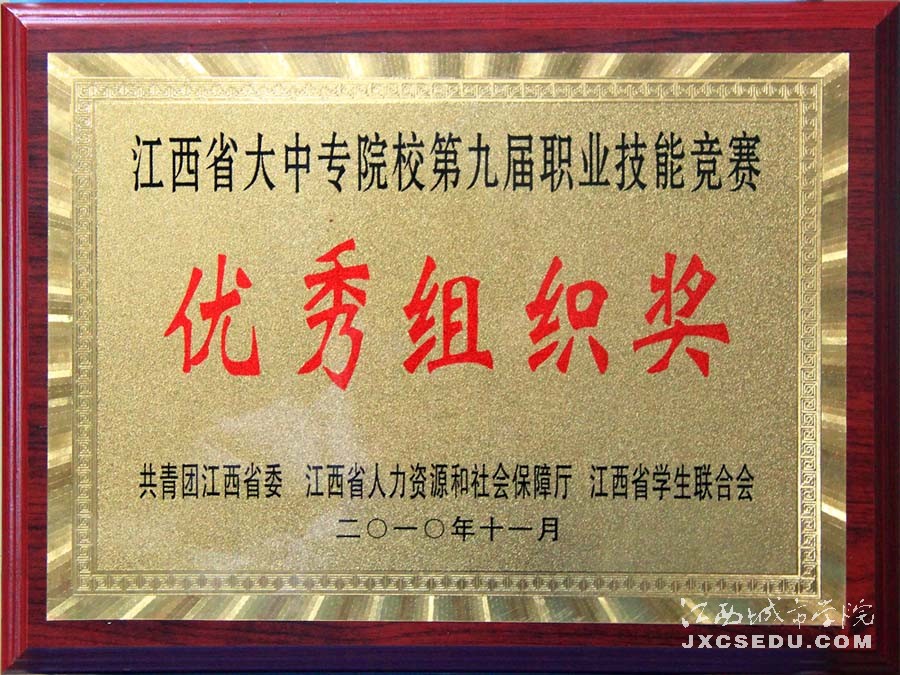 江西省大中专院校第九届职业技能竞赛
优秀组织奖
共青团江西省委 江西省人力资源和社会保障厅 江西省学生联合会
二〇一〇年十一月
江西城市学院
JXCSEDU.COM